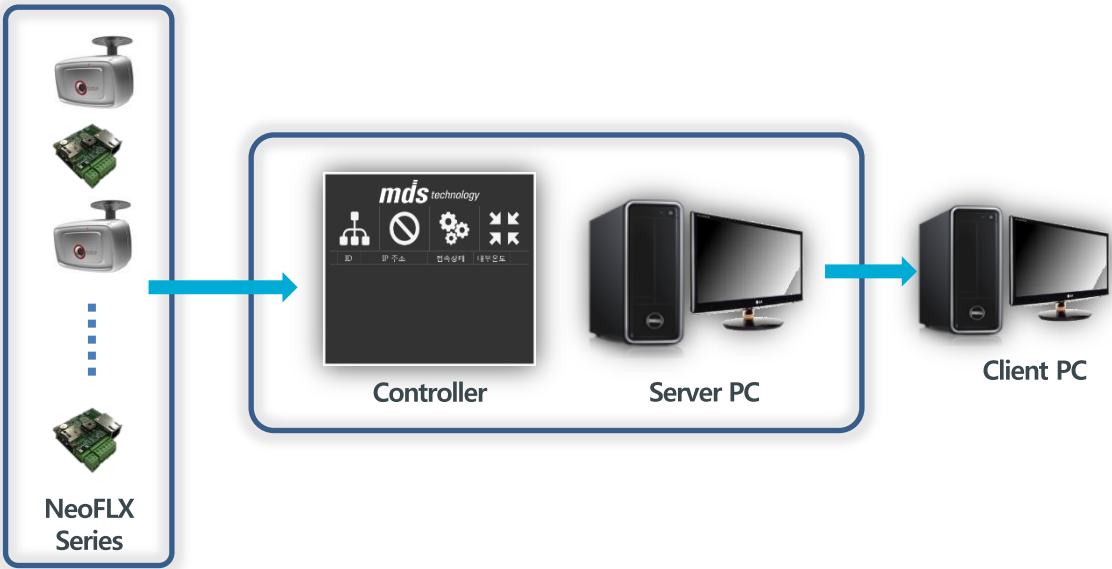 mds technology
ID IP 주소 접속상태 내부온도
Controller
Server PC
Client PC
NeoFLX
Series